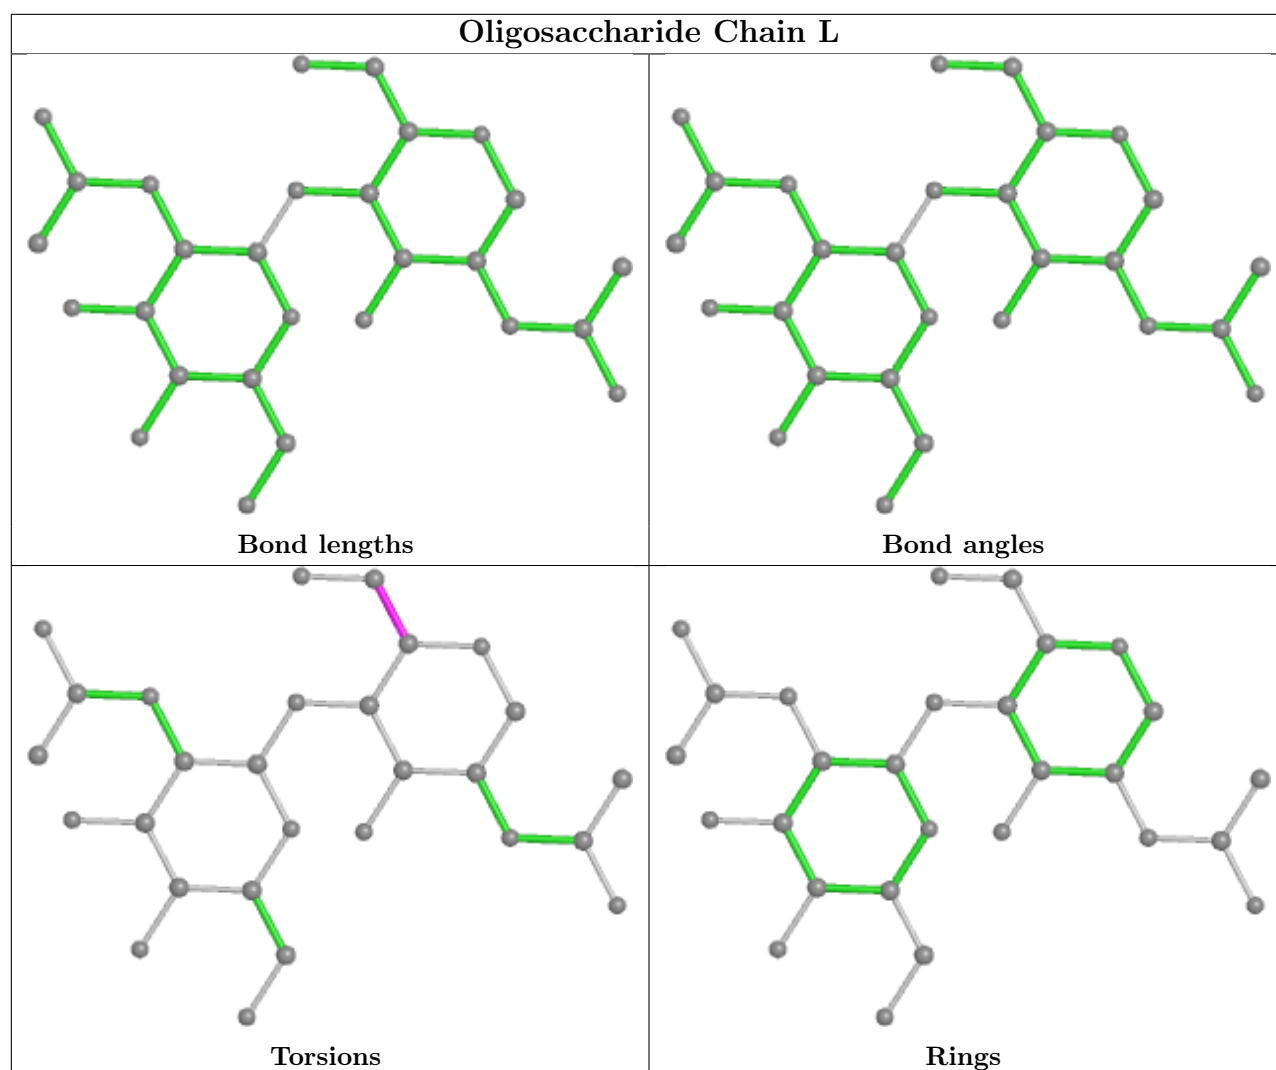 Oligosaccharide Chain L
Bond lengths
Bond angles
Torsions
Rings